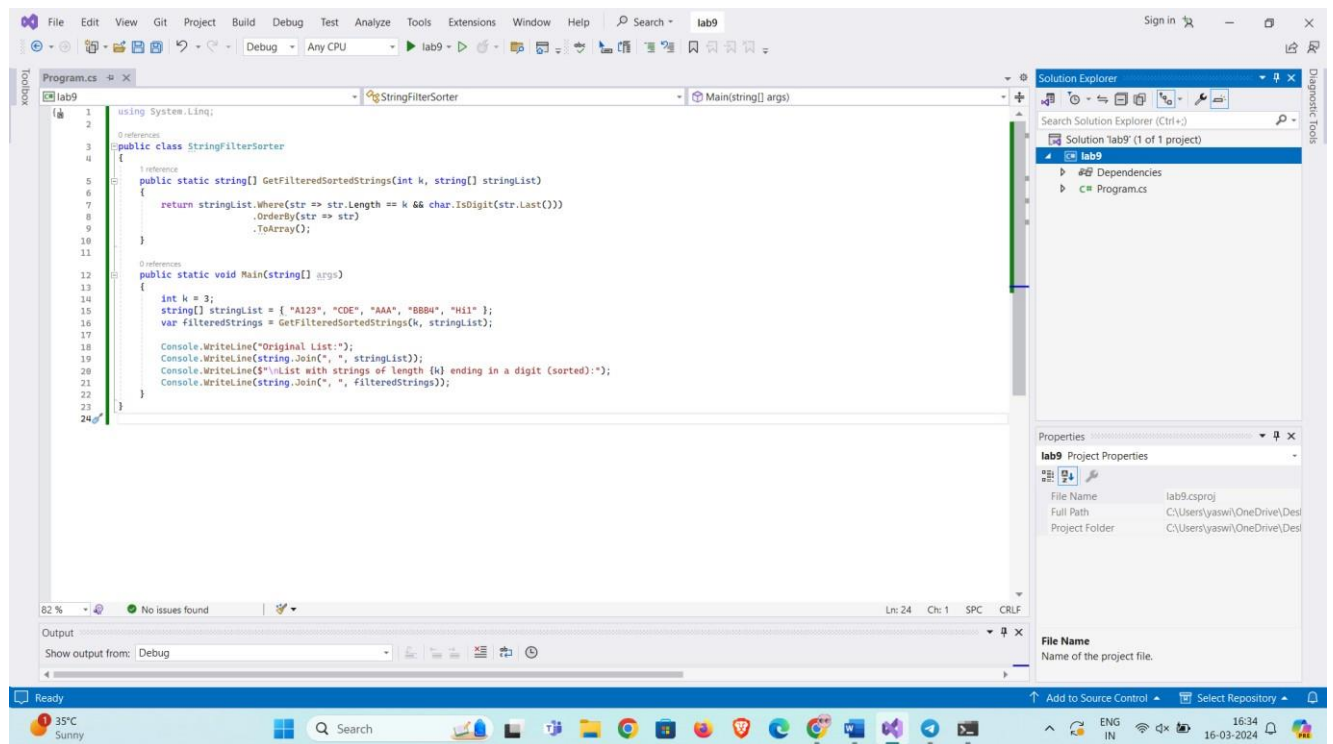 File Edit View Git Project Build Debug Test Analyze Tools Extensions Window Help Search lab9 Sign in
Debug Any CPU lab9
Toolbox
Program.cs
lab9 StringFilterSorter Main(string[] args)
1 using System.Linq;
2
0 references
3 public class StringFilterSorter
4 {
1 reference
5 public static string[] GetFilteredSortedStrings(int k, string[] stringList)
6 {
7 return stringList.Where(str => str.Length == k && char.IsDigit(str.Last()))
8 .OrderBy(str => str)
9 .ToArray();
10 }
11
0 references
12 public static void Main(string[] args)
13 {
14 int k = 3;
15 string[] stringList = { "A123", "CDE", "AAA", "BBB4", "Hi1" };
16 var filteredStrings = GetFilteredSortedStrings(k, stringList);
17
18 Console.WriteLine("Original List:");
19 Console.WriteLine(string.Join(", ", stringList));
20 Console.WriteLine($"\nList with strings of length {k} ending in a digit (sorted):");
21 Console.WriteLine(string.Join(", ", filteredStrings));
22 }
23 }
24
82 % No issues found Ln: 24 Ch: 1 SPC CRLF
Output
Show output from: Debug
Solution Explorer
Search Solution Explorer (Ctrl+;)
Solution 'lab9' (1 of 1 project)
lab9
Dependencies
C# Program.cs
Properties
lab9 Project Properties
File Name lab9.csproj
Full Path C:\Users\yaswi\OneDrive\Des
Project Folder C:\Users\yaswi\OneDrive\Des
File Name
Name of the project file.
Diagnostic Tools
Ready Add to Source Control Select Repository
1 35°C
Sunny
Search
ENG
IN
16:34
16-03-2024
PRE